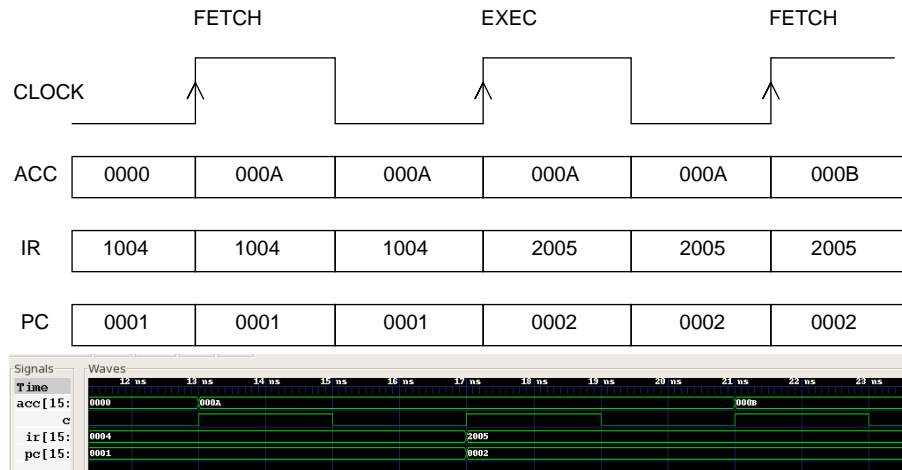 FETCH EXEC FETCH
CLOCK
ACC 0000 000A 000A 000A 000A 000B
IR 1004 1004 1004 2005 2005 2005
PC 0001 0001 0001 0002 0002 0002
Signals Waves
Time 12 ns 13 ns 14 ns 15 ns 16 ns 17 ns 18 ns 19 ns 20 ns 21 ns 22 ns 23 ns
acc[15: 0000 000A 000B
c
ir[15: 0004 2005
pc[15: 0001 0002